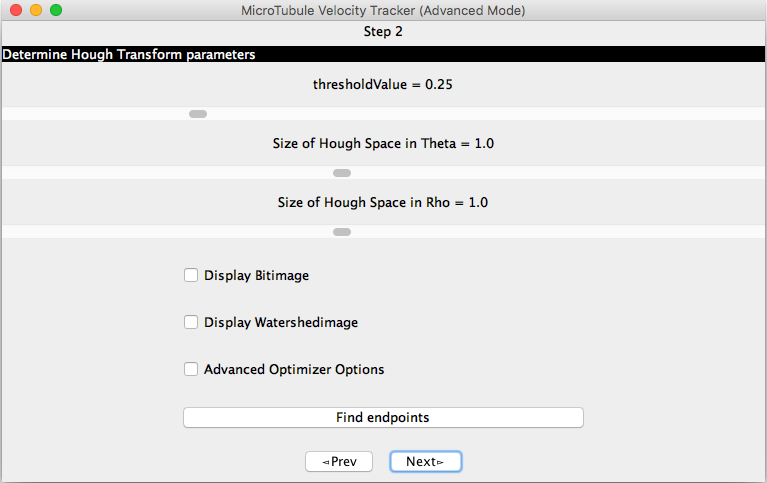 MicroTubule Velocity Tracker (Advanced Mode)
Step 2
Determine Hough Transform parameters
thresholdValue = 0.25
Size of Hough Space in Theta = 1.0
Size of Hough Space in Rho = 1.0
Display Bitimage
Display Watershedimage
Advanced Optimizer Options
Find endpoints
◅Prev Next▻